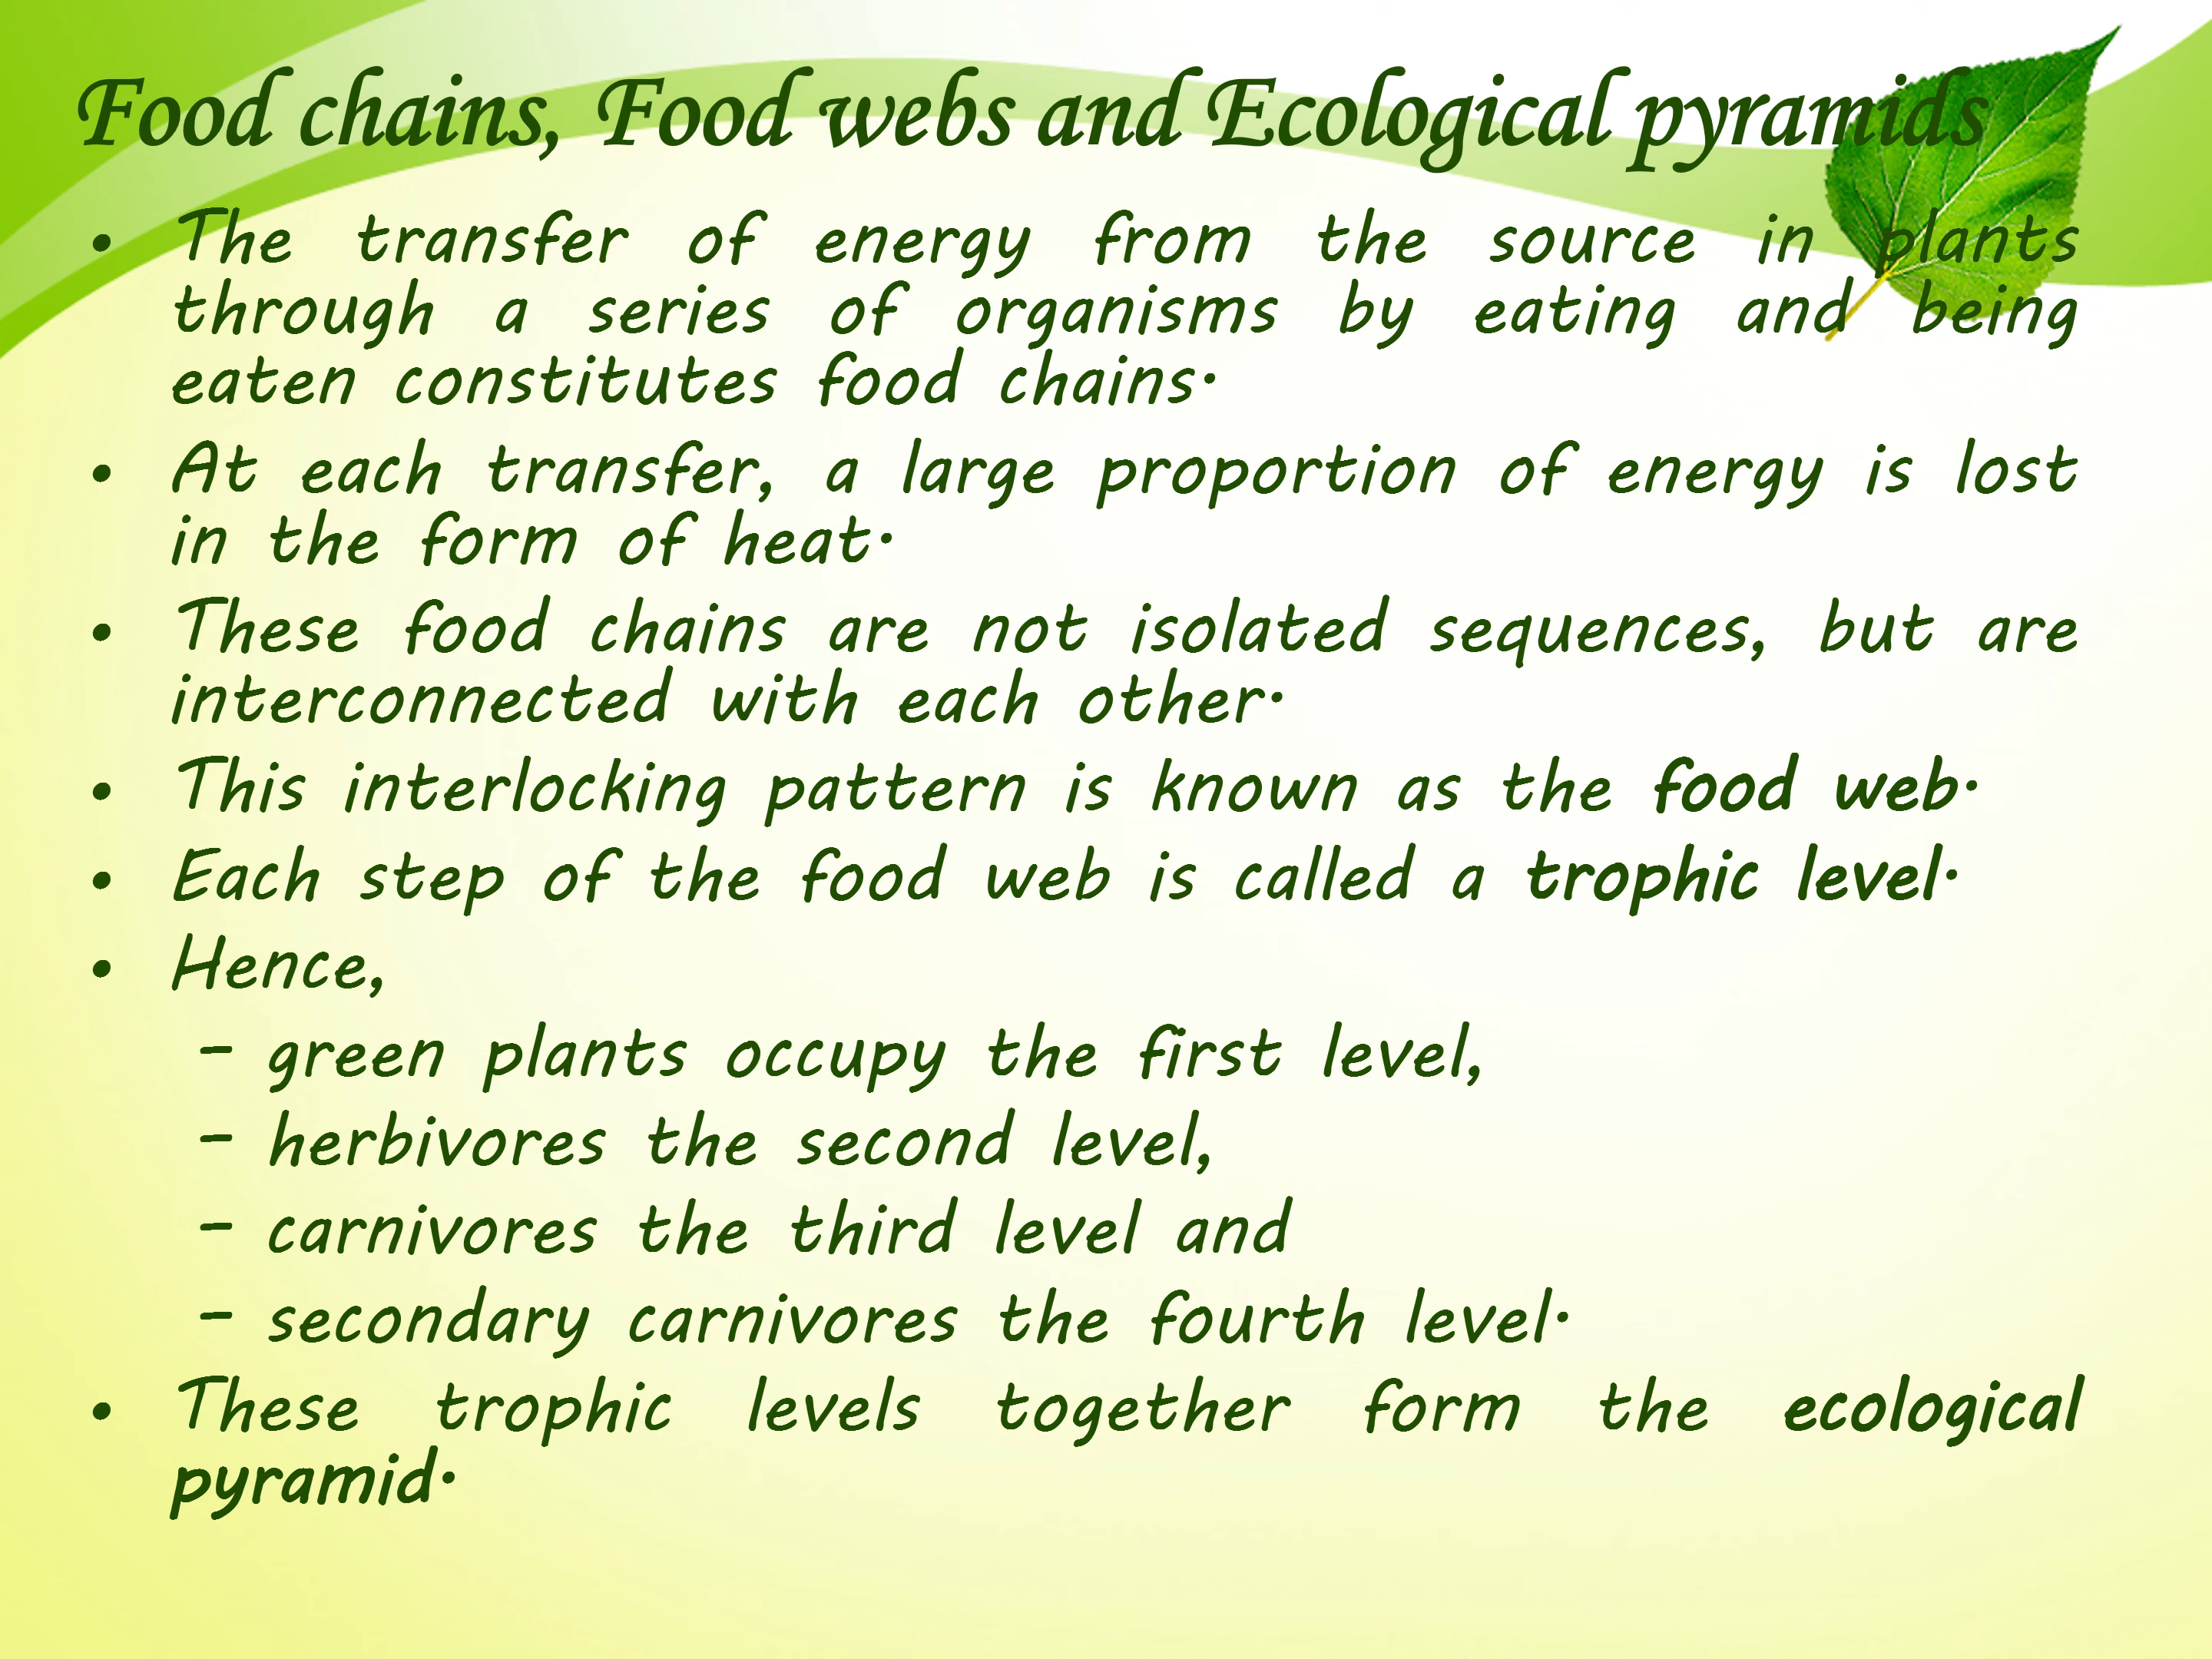 Food chains, Food webs and Ecological pyramids
• The transfer of energy from the source in plants
through a series of organisms by eating and being
eaten constitutes food chains.
• At each transfer, a large proportion of energy is lost
in the form of heat.
• These food chains are not isolated sequences, but are
interconnected with each other.
• This interlocking pattern is known as the food web.
• Each step of the food web is called a trophic level.
• Hence,
– green plants occupy the first level,
– herbivores the second level,
– carnivores the third level and
– secondary carnivores the fourth level.
• These trophic levels together form the ecological
pyramid.